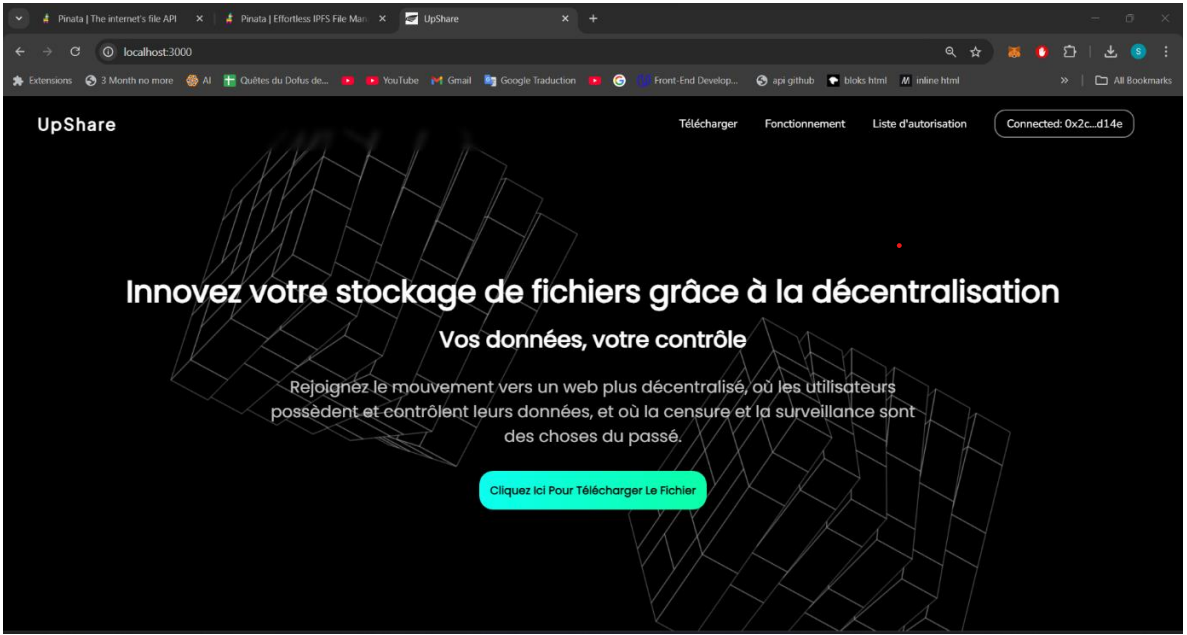 Pinata | The internet's file API
Pinata | Effortless IPFS File Man
UpShare
localhost:3000
Extensions
3 Month no more
AI
Quêtes du Dofus de...
YouTube
Gmail
Google Traduction
Front-End Develop...
api github
bloks html
inline html
»
All Bookmarks
UpShare
Télécharger
Fonctionnement
Liste d'autorisation
Connected: 0x2c...d14e
Innovez votre stockage de fichiers grâce à la décentralisation
Vos données, votre contrôle
Rejoignez le mouvement vers un web plus décentralisé, où les utilisateurs
possèdent et contrôlent leurs données, et où la censure et la surveillance sont
des choses du passé.
Cliquez Ici Pour Télécharger Le Fichier